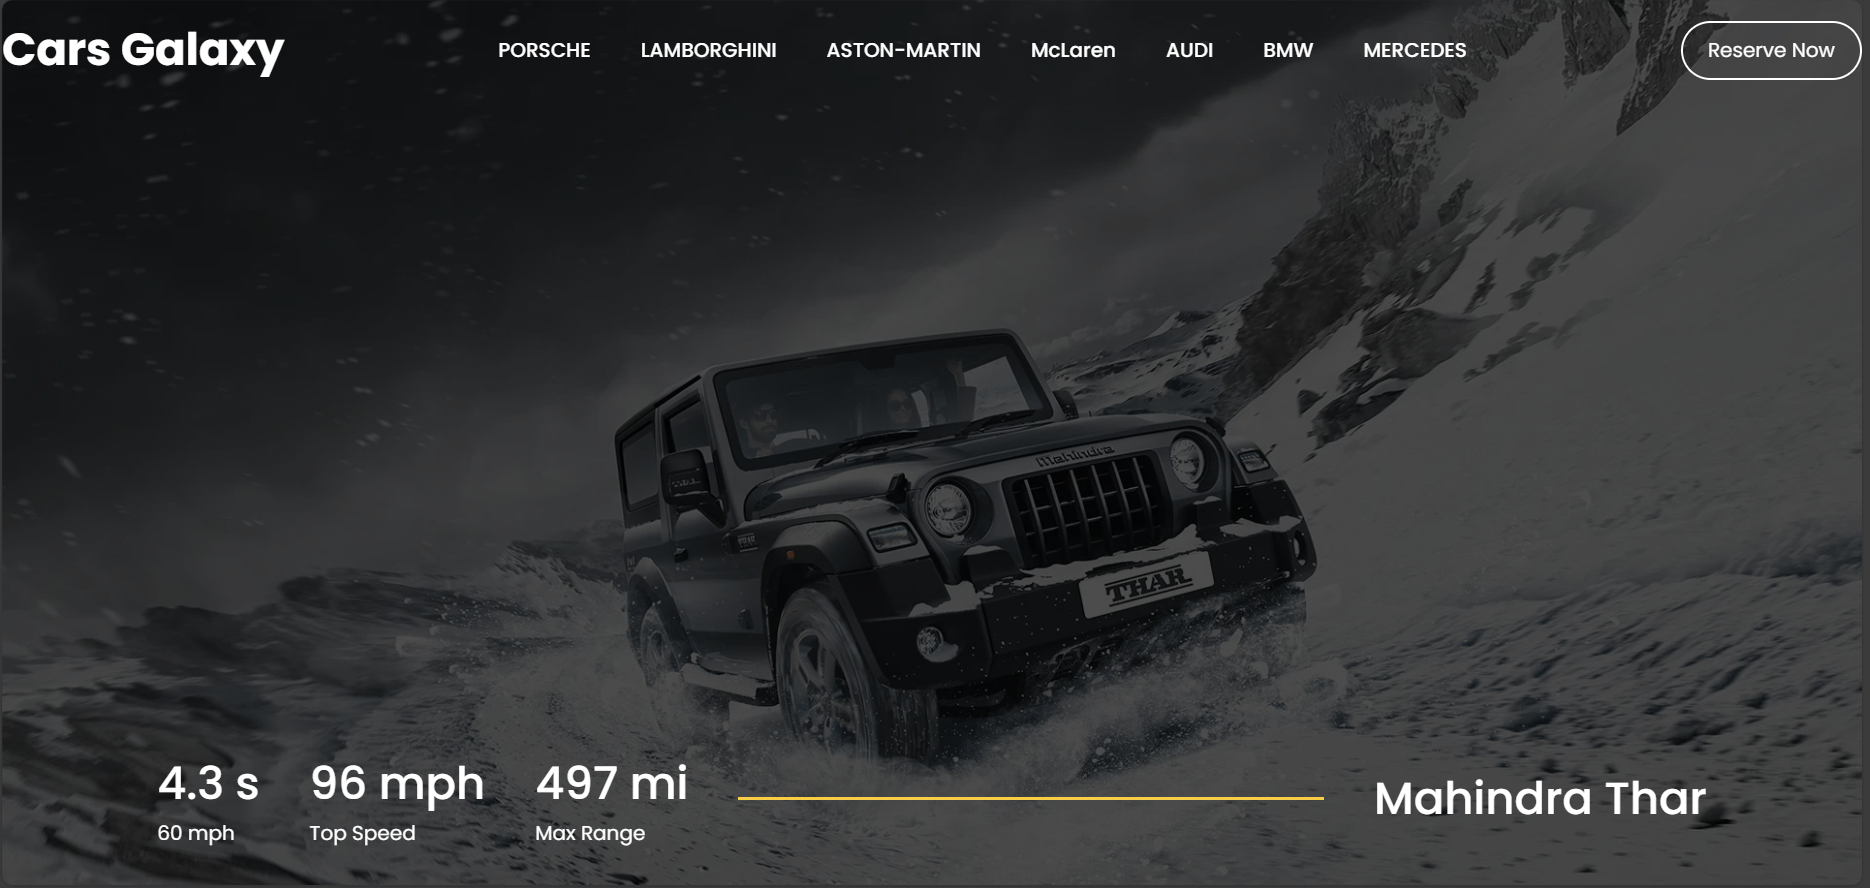 Cars Galaxy
PORSCHE
LAMBORGHINI
ASTON-MARTIN
McLaren
AUDI
BMW
MERCEDES
Reserve Now
Mahindra
THAR
4.3 s
60 mph
96 mph
Top Speed
497 mi
Max Range
Mahindra Thar